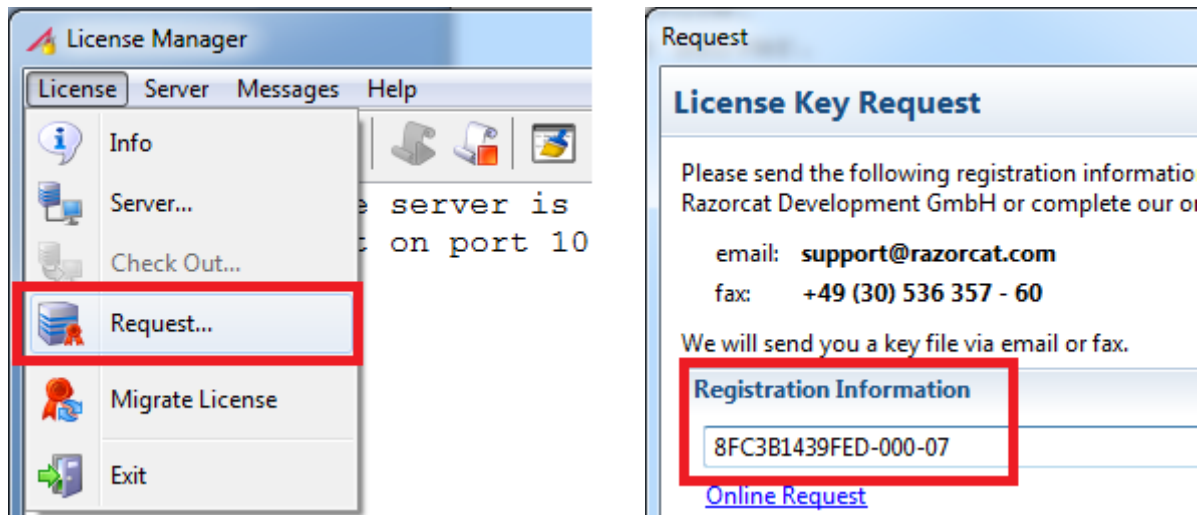 License Manager
License Server Messages Help
Info
Server...
server is
Check Out...
on port 10
Request...
Migrate License
Exit
Request
License Key Request
Please send the following registration
Razorcat Development GmbH or complete our
email: support@razorcat.com
fax: +49 (30) 536 357 - 60
We will send you a key file via email or fax.
Registration Information
8FC3B1439FED-000-07
Online Request